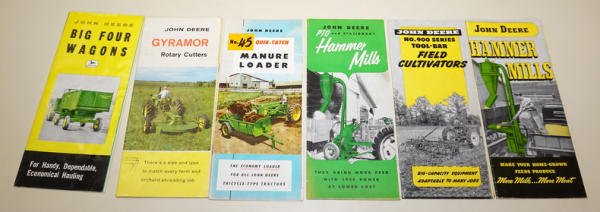 JOHN DEERE
BIG FOUR
WAGONS
For Handy, Dependable,
Economical Hauling
JOHN DEERE
GYRAMOR
Rotary Cutters
There's a size and type
to match every farm and
orchard shredding job.
JOHN DEERE
No. 45 QUIK-TATCH
MANURE
LOADER
THE ECONOMY LOADER
FOR ALL JOHN DEERE
TRICYCLE-TYPE TRACTORS
JOHN DEERE
PTO AND STATIONARY
Hammer
Mills
THEY GRIND MORE FEED
WITH LESS POWER
AT LOWER COST
JOHN DEERE
NO. 900 SERIES
TOOL-BAR
FIELD
CULTIVATORS
BIG-CAPACITY EQUIPMENT
ADAPTABLE TO MANY JOBS
JOHN DEERE
HAMMER
MILLS
MAKE YOUR HOME-GROWN
FEEDS PRODUCE
More Milk...More Meat